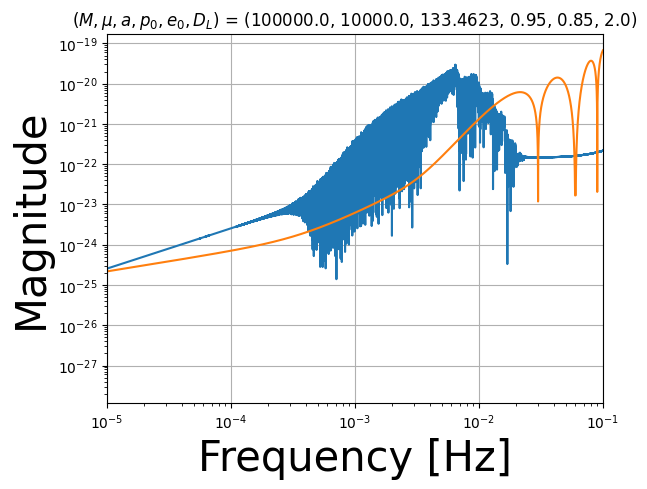 (M, μ, a, p₀, e₀, D_L) = (100000.0, 10000.0, 133.4623, 0.95, 0.85, 2.0)
10⁻¹⁹
10⁻²⁰
10⁻²¹
10⁻²²
10⁻²³
10⁻²⁴
10⁻²⁵
10⁻²⁶
10⁻²⁷
Magnitude
10⁻⁵ 10⁻⁴ 10⁻³ 10⁻² 10⁻¹
Frequency [Hz]